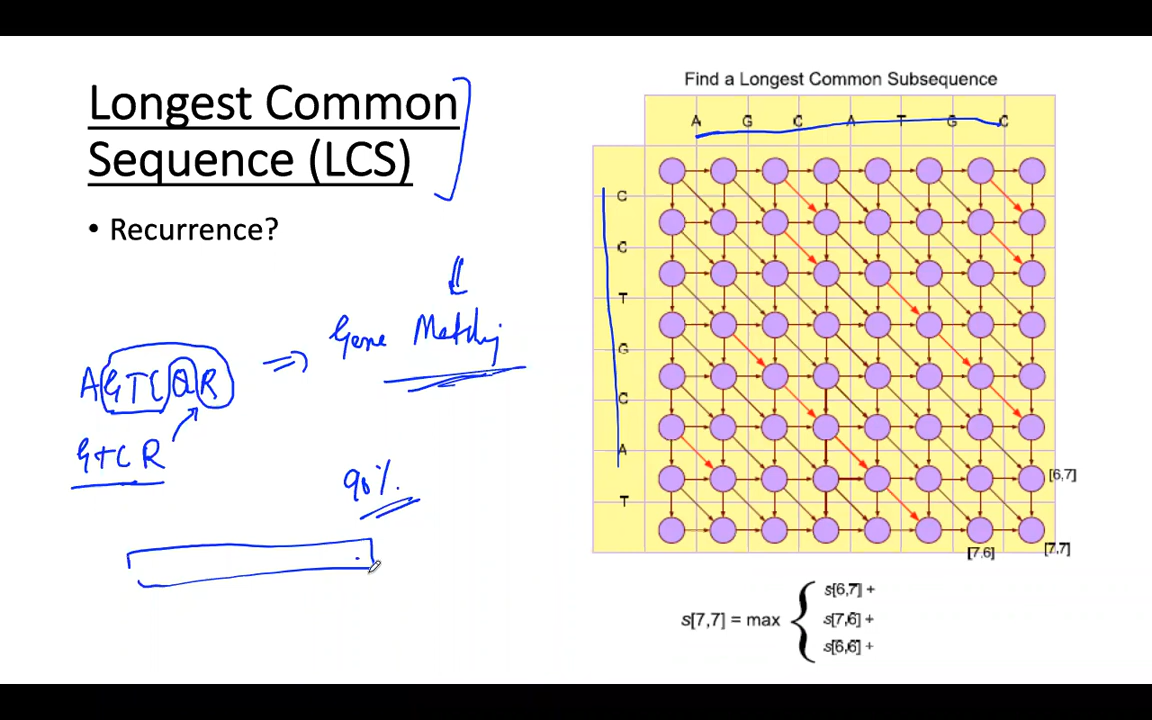 Longest Common
Sequence (LCS)
• Recurrence?
Gene Matching
AGTCQR
GTCR
90%.
Find a Longest Common Subsequence
A G C A T G C
C
C
T
G
C
A
T
[6,7]
[7,6] [7,7]
s[7,7] = max
s[6,7] +
s[7,6] +
s[6,6] +